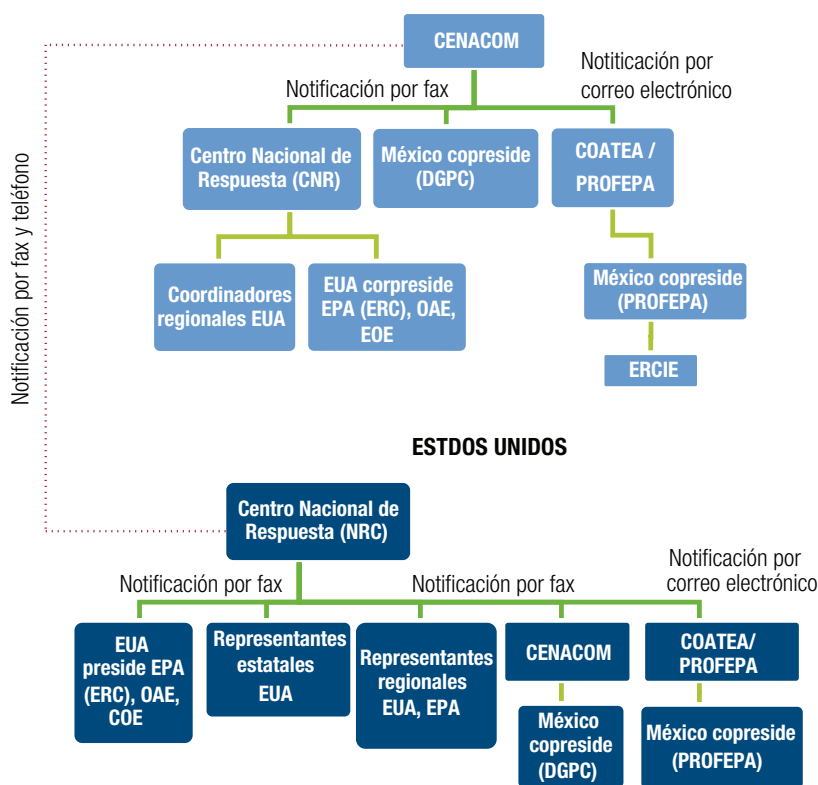 CENACOM
Notificación por fax
Notiticación por
correo electrónico
Notificación por fax y teléfono
Centro Nacional de
Respuesta (CNR)
México copreside
(DGPC)
COATEA /
PROFEPA
Coordinadores
regionales EUA
EUA corpreside
EPA (ERC), OAE,
EOE
México copreside
(PROFEPA)
ERCIE
ESTDOS UNIDOS
Centro Nacional de
Respuesta (NRC)
Notificación por fax
Notificación por fax
Notificación por
correo electrónico
EUA
preside EPA
(ERC), OAE,
COE
Representantes
estatales
EUA
Representantes
regionales
EUA, EPA
CENACOM
COATEA/
PROFEPA
México
copreside
(DGPC)
México copreside
(PROFEPA)